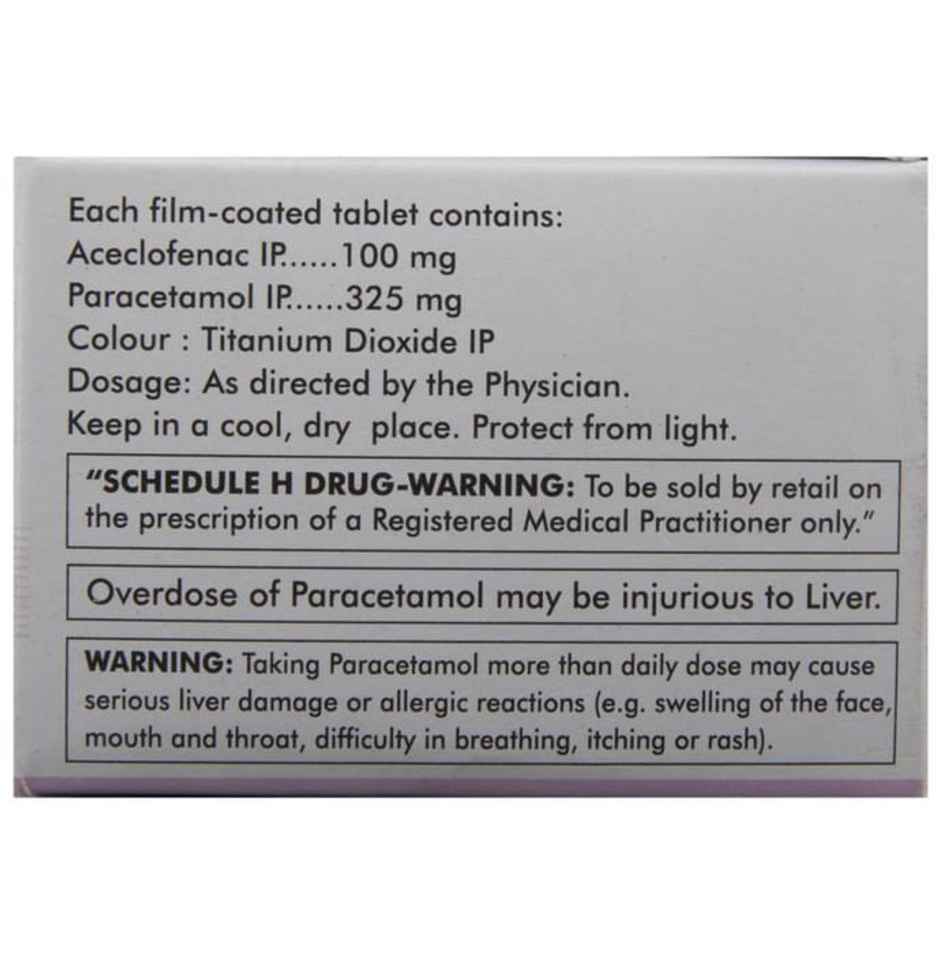 Each film-coated tablet contains:
Aceclofenac IP......100 mg
Paracetamol IP......325 mg
Colour : Titanium Dioxide IP
Dosage: As directed by the Physician.
Keep in a cool, dry place. Protect from light.
“SCHEDULE H DRUG-WARNING: To be sold by retail on
the prescription of a Registered Medical Practitioner only.”
Overdose of Paracetamol may be injurious to Liver.
WARNING: Taking Paracetamol more than daily dose may cause
serious liver damage or allergic reactions (e.g. swelling of the face,
mouth and throat, difficulty in breathing, itching or rash).